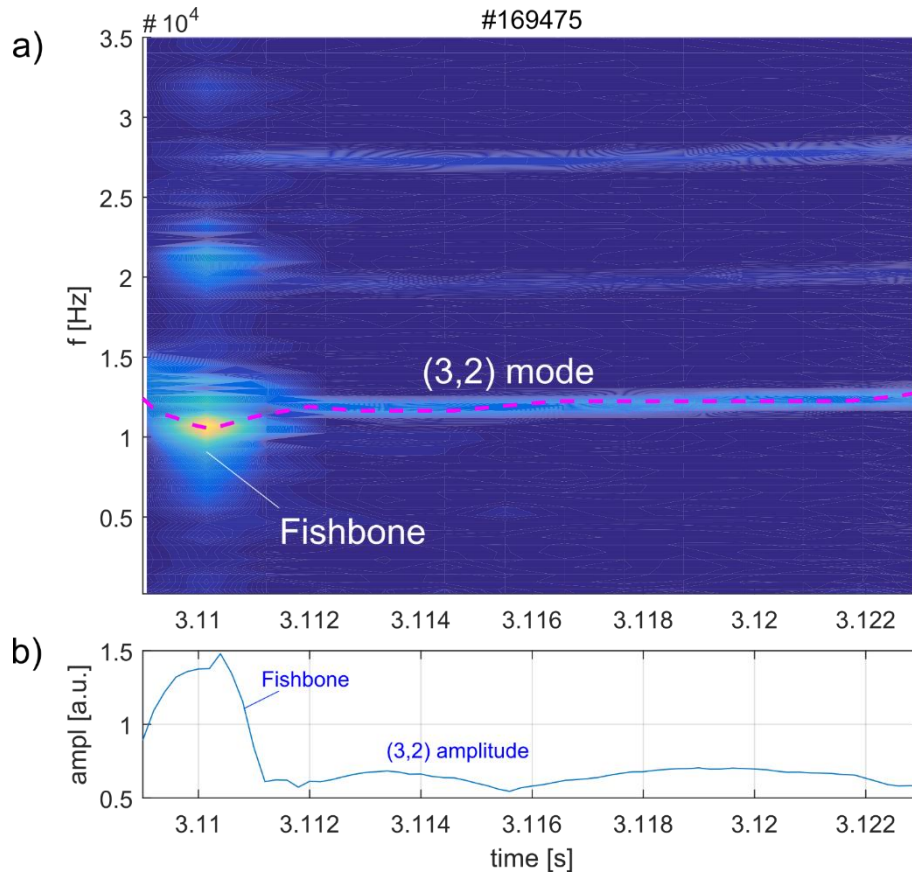 #169475
# 10^4
a)
3.5
3
2.5
2
1.5
1
0.5
f [Hz]
(3,2) mode
Fishbone
3.11 3.112 3.114 3.116 3.118 3.12 3.122
b)
1.5
1
0.5
ampl [a.u.]
Fishbone
(3,2) amplitude
3.11 3.112 3.114 3.116 3.118 3.12 3.122
time [s]